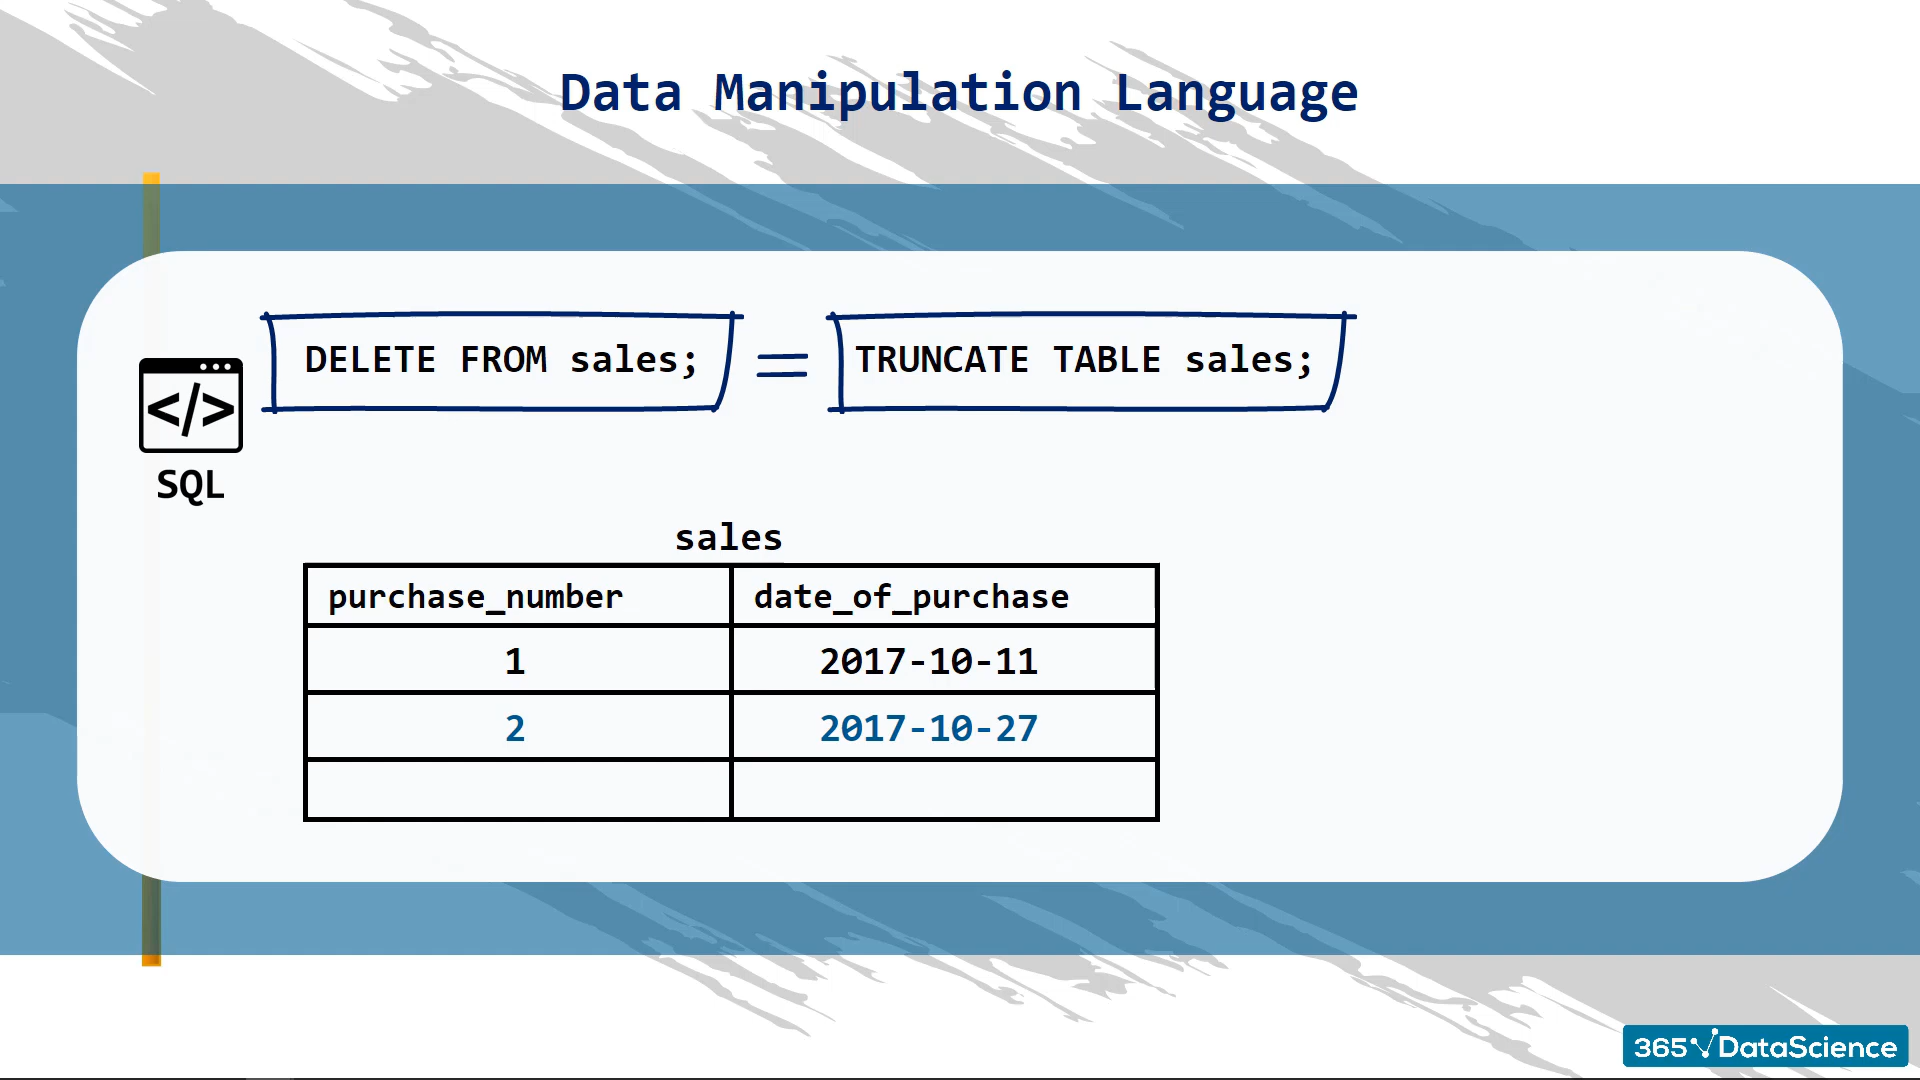 Data Manipulation Language
DELETE FROM sales; = TRUNCATE TABLE sales;
</>
SQL
sales
purchase_number date_of_purchase
1 2017-10-11
2 2017-10-27
365 DataScience